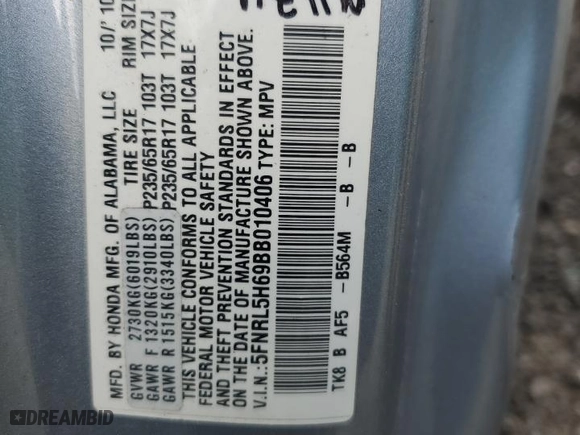 MFD. BY HONDA MFG. OF ALABAMA, LLC 10/'10
GVWR 2730KG(6019LBS) TIRE SIZE RIM SIZE
GAWR F 1320KG(2910LBS) P235/65R17 103T 17X7J
GAWR R 1515KG(3340LBS) P235/65R17 103T 17X7J
THIS VEHICLE CONFORMS TO ALL APPLICABLE
FEDERAL MOTOR VEHICLE SAFETY
AND THEFT PREVENTION STANDARDS IN EFFECT
ON THE DATE OF MANUFACTURE SHOWN ABOVE.
V.I.N.:5FNRL5H69BB010406 TYPE: MPV
TK8 B AF5 -B564M -B -B
DREAMBID